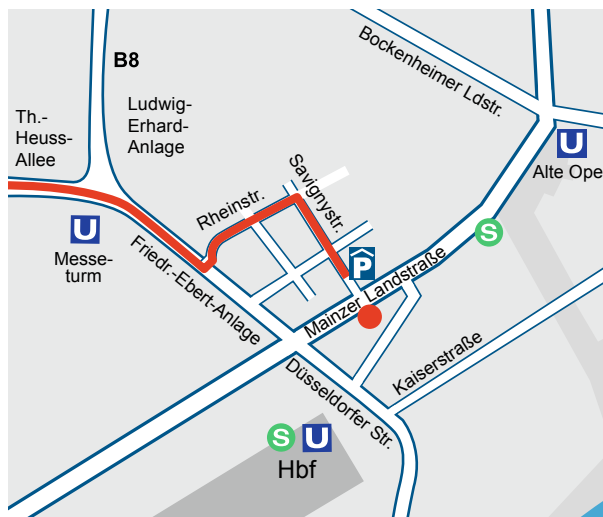 B8
Bockenheimer Ldstr.
Th.-
Heuss-
Allee
Ludwig-
Erhard-
Anlage
U
Alte Ope
Savignystr.
Rheinstr.
U
Messe-
turm
S
P
Friedr.-Ebert-Anlage
Mainzer Landstraße
Kaiserstraße
Düsseldorfer Str.
S U
Hbf